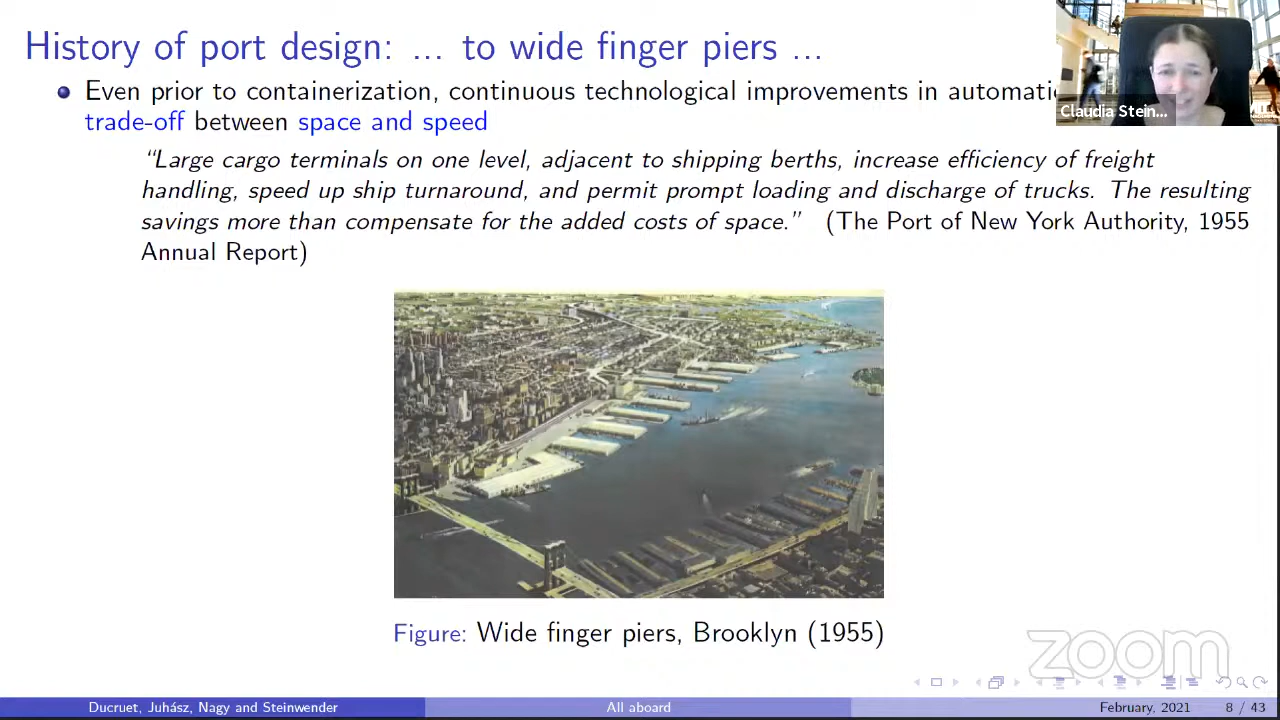 History of port design: ... to wide finger piers ...
Even prior to containerization, continuous technological improvements in
trade-off between space and speed
Claudia Stein...
“Large cargo terminals on one level, adjacent to shipping berths, increase efficiency of freight
handling, speed up ship turnaround, and permit prompt loading and discharge of trucks. The resulting
savings more than compensate for the added costs of space.” (The Port of New York Authority, 1955
Annual Report)
Figure: Wide finger piers, Brooklyn (1955)
zoom
Ducruet, Juhász, Nagy and Steinwender
All aboard
February, 2021
8 / 43